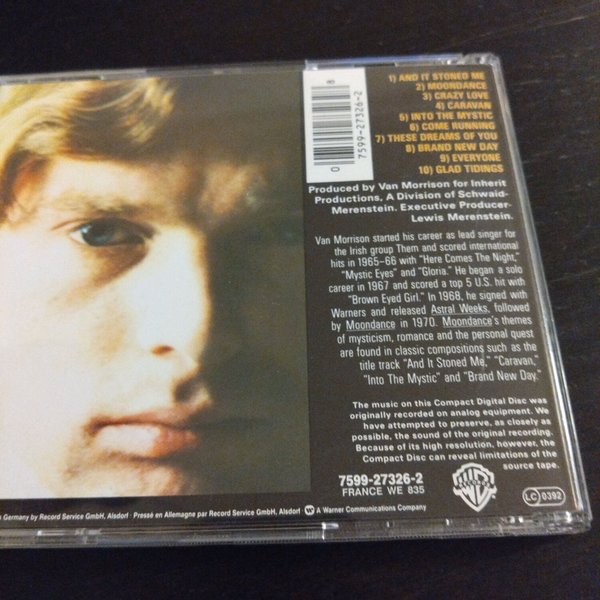 1) AND IT STONED ME
2) MOONDANCE
3) CRAZY LOVE
4) CARAVAN
5) INTO THE MYSTIC
6) COME RUNNING
7) THESE DREAMS OF YOU
8) BRAND NEW DAY
9) EVERYONE
10) GLAD TIDINGS
0 7599-27326-2 8
Produced by Van Morrison for Inherit
Productions, A Division of Schwaid-
Merenstein. Executive Producer-
Lewis Merenstein.
Van Morrison started his career as lead singer for
the Irish group Them and scored international
hits in 1965-66 with "Here Comes The Night,"
"Mystic Eyes" and "Gloria." He began a solo
career in 1967 and scored a top 5 U.S. hit with
"Brown Eyed Girl." In 1968, he signed with
Warners and released Astral Weeks, followed
by Moondance in 1970. Moondance's themes
of mysticism, romance and the personal quest
are found in classic compositions such as the
title track "And It Stoned Me," "Caravan,"
"Into The Mystic" and "Brand New Day."
The music on this Compact Digital Disc was
originally recorded on analog equipment. We
have attempted to preserve, as closely as
possible, the sound of the original recording.
Because of its high resolution, however, the
Compact Disc can reveal limitations of the
source tape.
7599-27326-2
FRANCE WE 835
RECORDS
LC 0392
Germany by Record Service GmbH, Alsdorf · Pressé en Allemagne par Record Service GmbH, Alsdorf A Warner Communications Company